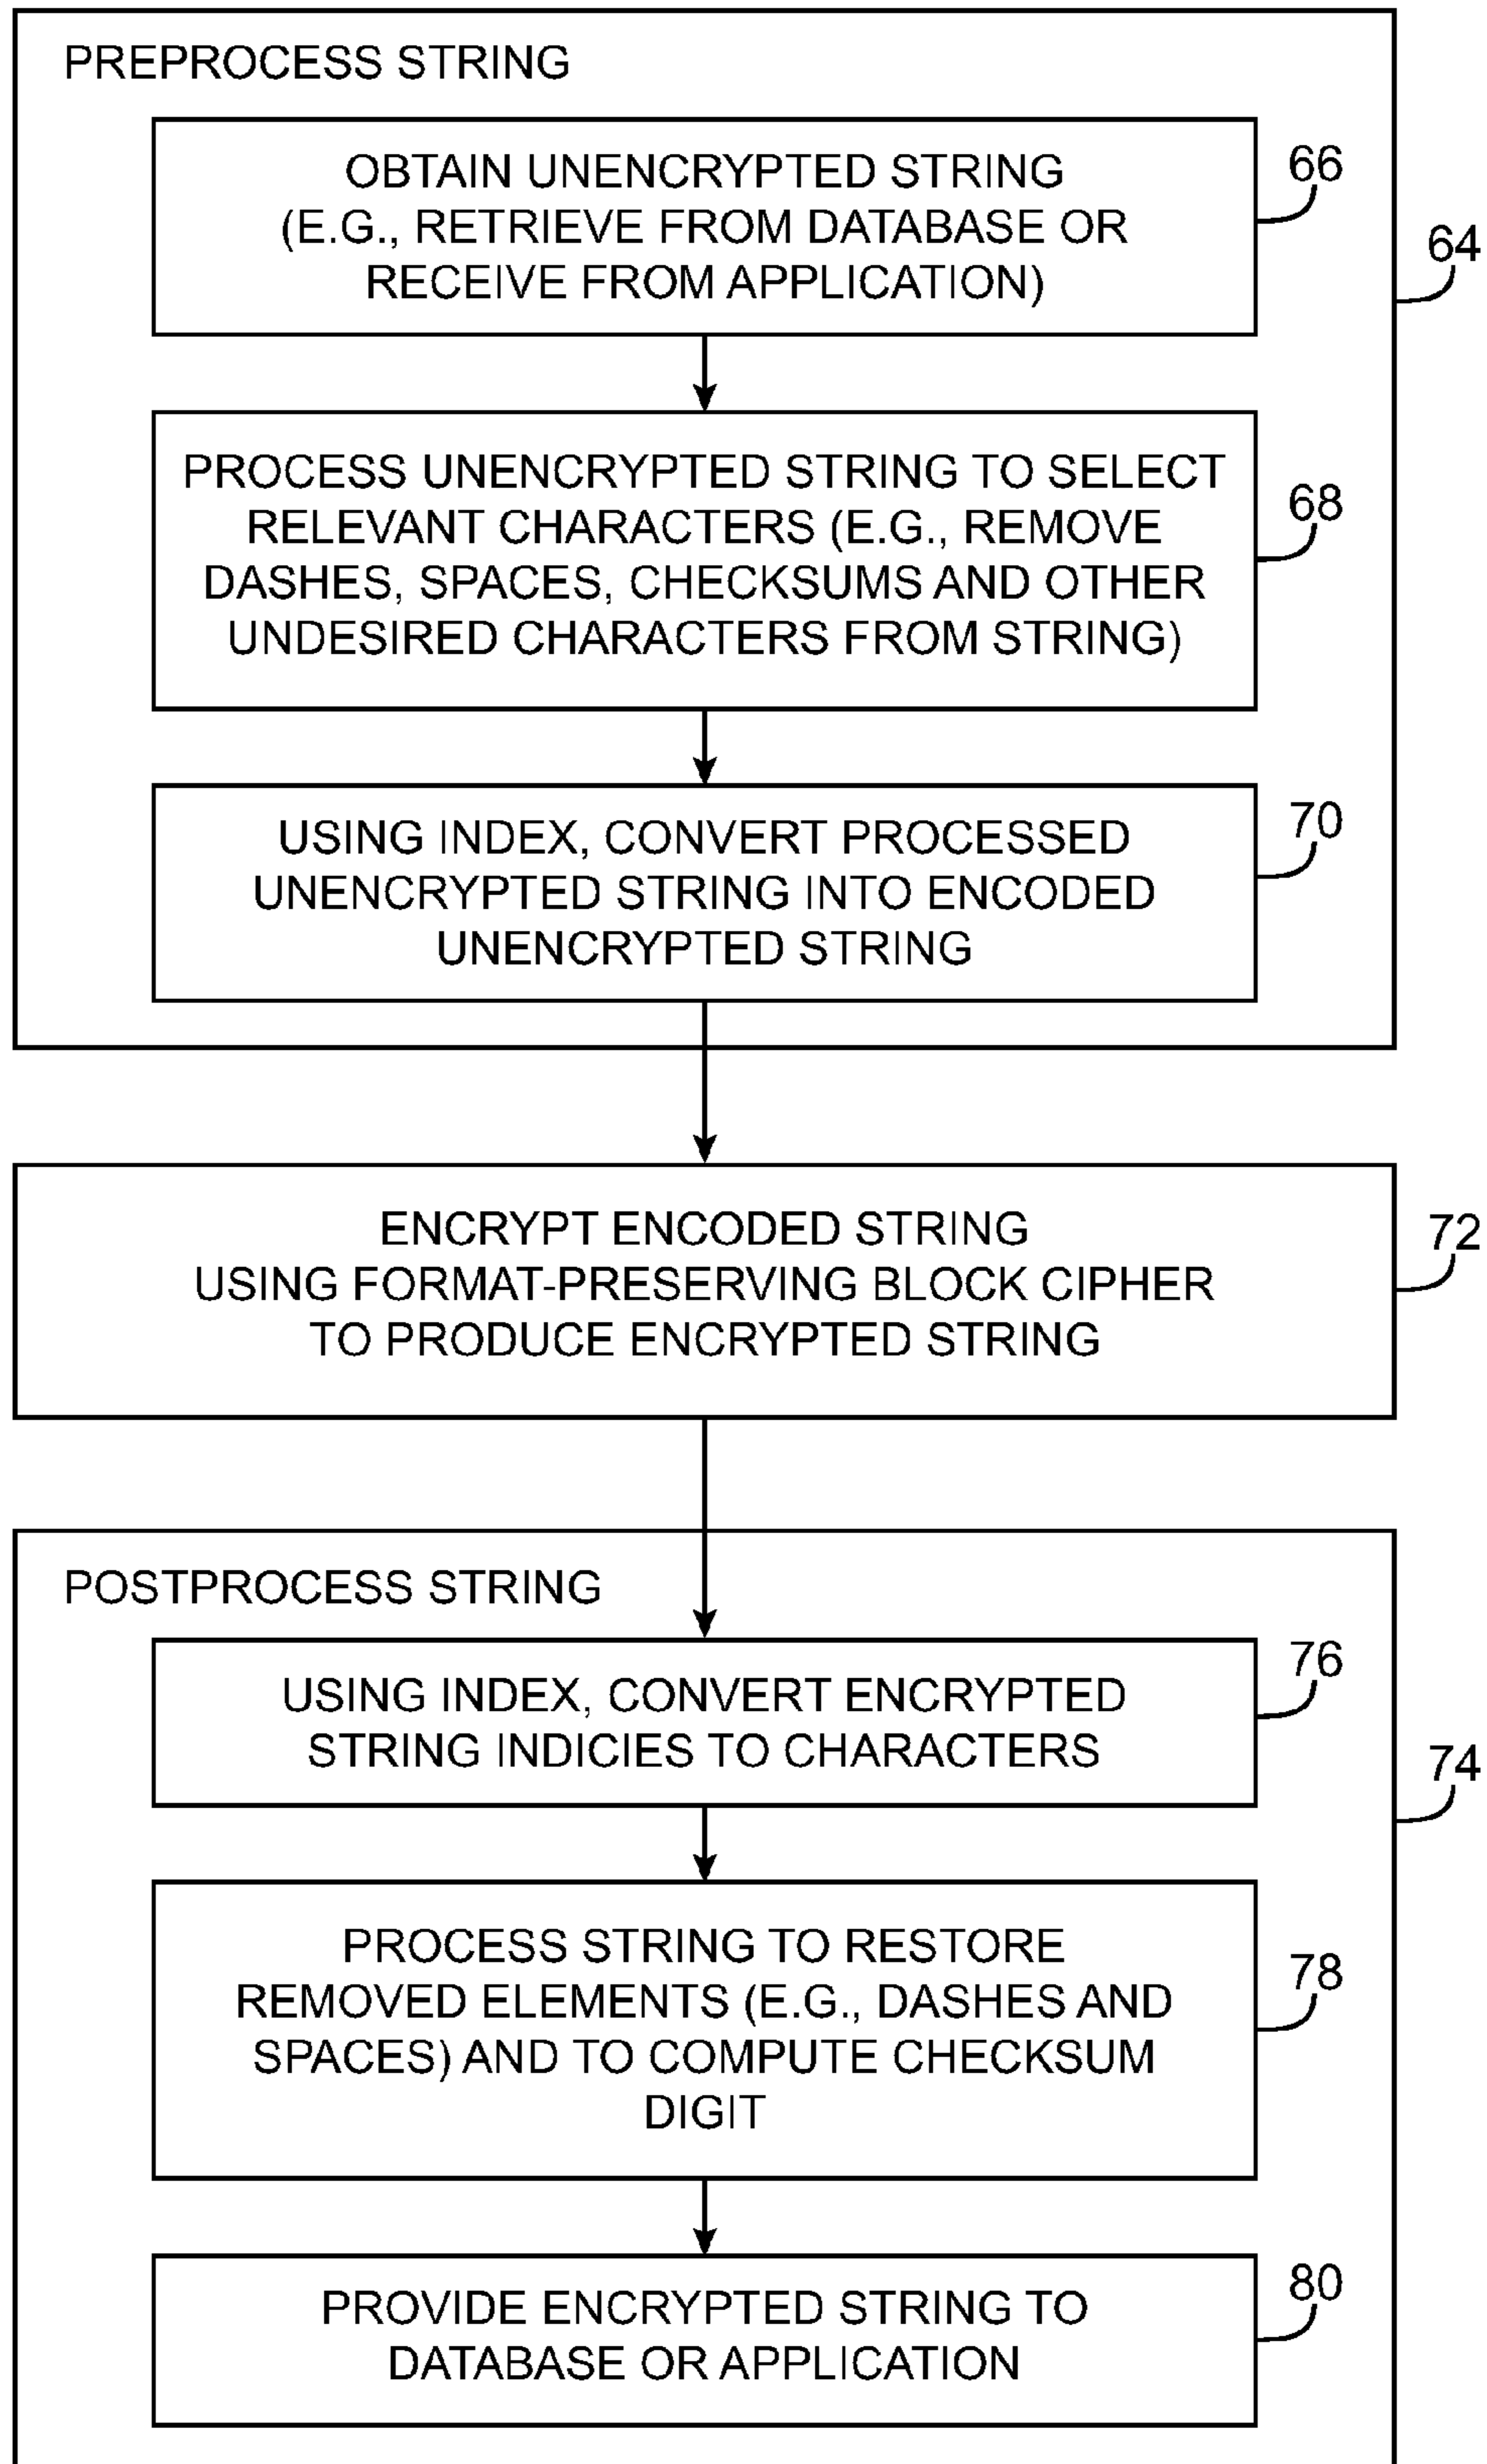 PREPROCESS STRING
OBTAIN UNENCRYPTED STRING
(E.G., RETRIEVE FROM DATABASE OR
RECEIVE FROM APPLICATION)
66
64
PROCESS UNENCRYPTED STRING TO SELECT
RELEVANT CHARACTERS (E.G., REMOVE
DASHES, SPACES, CHECKSUMS AND OTHER
UNDESIRED CHARACTERS FROM STRING)
68
USING INDEX, CONVERT PROCESSED
UNENCRYPTED STRING INTO ENCODED
UNENCRYPTED STRING
70
ENCRYPT ENCODED STRING
USING FORMAT-PRESERVING BLOCK CIPHER
TO PRODUCE ENCRYPTED STRING
72
POSTPROCESS STRING
USING INDEX, CONVERT ENCRYPTED
STRING INDICIES TO CHARACTERS
76
74
PROCESS STRING TO RESTORE
REMOVED ELEMENTS (E.G., DASHES AND
SPACES) AND TO COMPUTE CHECKSUM
DIGIT
78
PROVIDE ENCRYPTED STRING TO
DATABASE OR APPLICATION
80